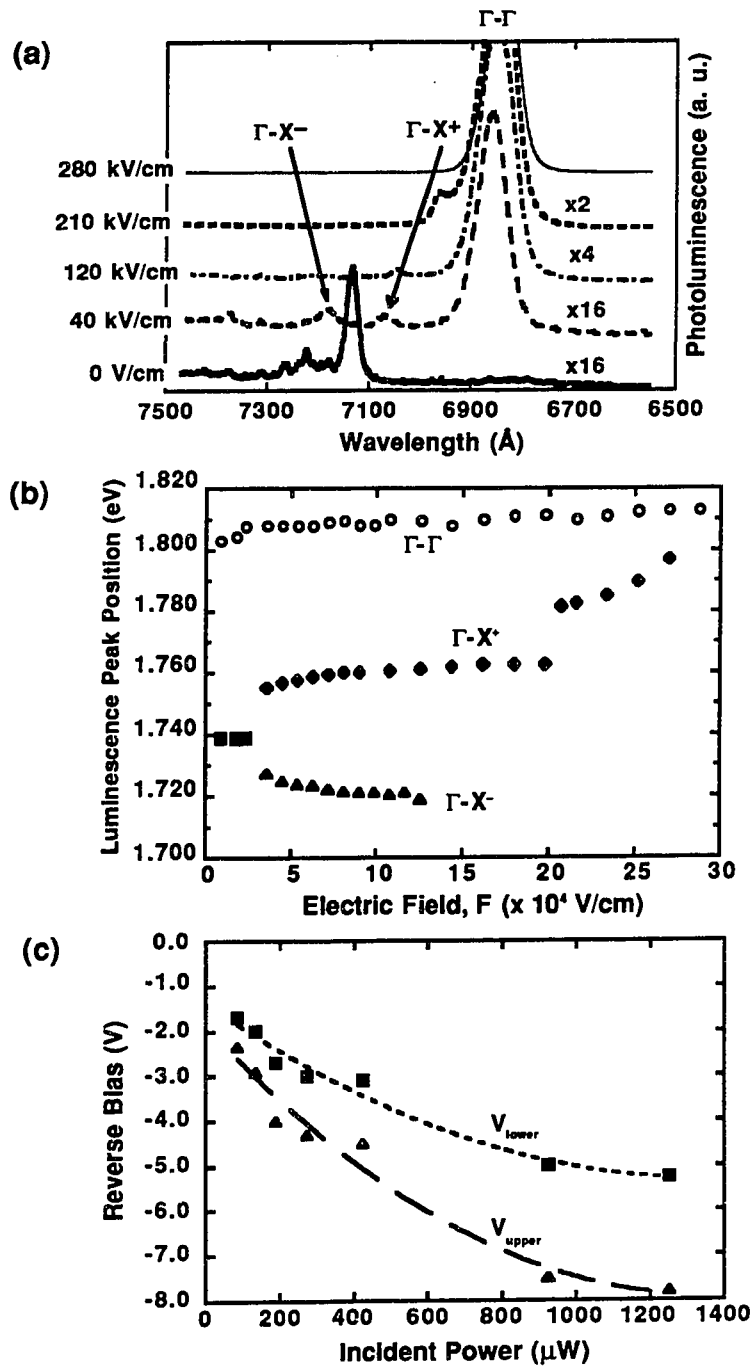 (a)
Γ-Γ
Γ-X⁻
Γ-X⁺
280 kV/cm
210 kV/cm
x2
120 kV/cm
x4
40 kV/cm
x16
0 V/cm
x16
Photoluminescence (a. u.)
7500 7300 7100 6900 6700 6500
Wavelength (Å)
(b)
Luminescence Peak Position (eV)
1.820
1.800
1.780
1.760
1.740
1.720
1.700
Γ-Γ
Γ-X⁺
Γ-X⁻
0 5 10 15 20 25 30
Electric Field, F (x 10⁴ V/cm)
(c)
Reverse Bias (V)
0.0
-1.0
-2.0
-3.0
-4.0
-5.0
-6.0
-7.0
-8.0
V lower
V upper
0 200 400 600 800 1000 1200 1400
Incident Power (μW)